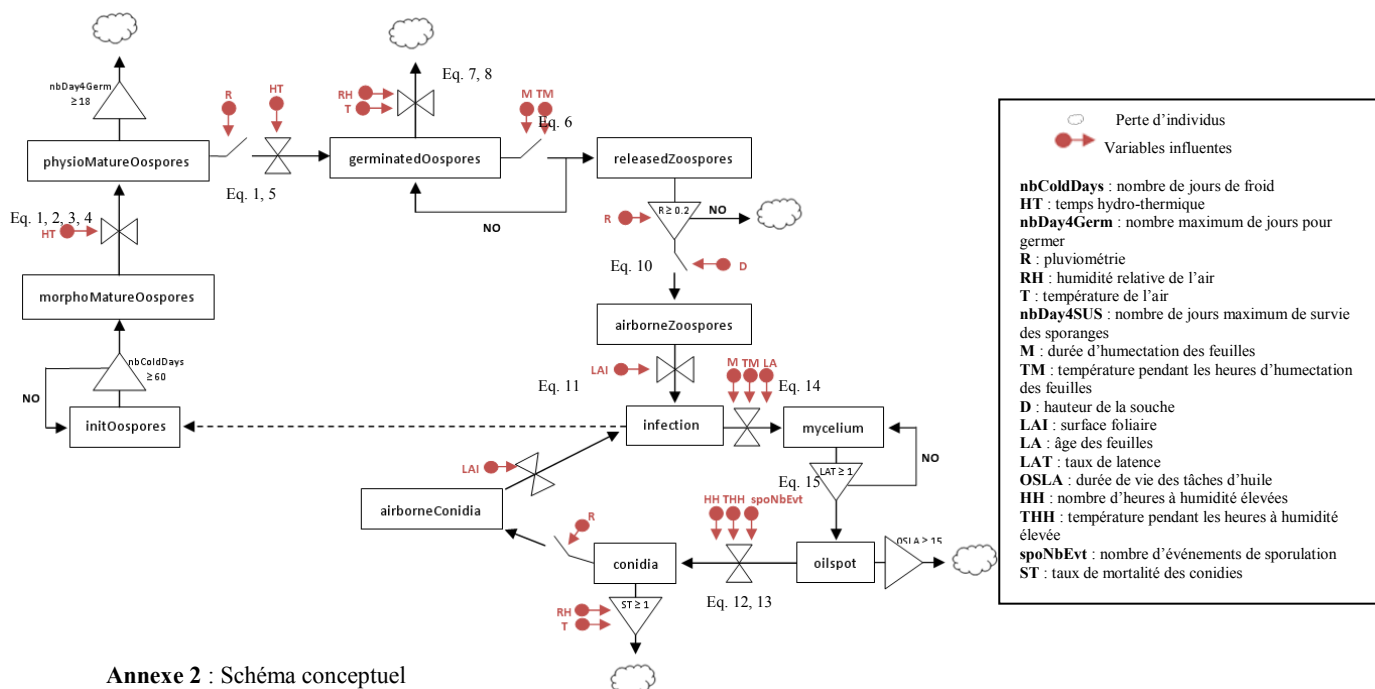 nbDay4Germ
≥ 18
R
HT
physioMatureOospores
Eq. 1, 5
Eq. 1, 2, 3, 4
HT
morphoMatureOospores
nbColdDays
≥ 60
NO
initOospores
Eq. 7, 8
RH
T
M TM
Eq. 6
germinatedOospores
NO
releasedZoospores
R
R ≥ 0.2
NO
Eq. 10
D
airborneZoospores
LAI
Eq. 11
M TM LA
Eq. 14
infection
mycelium
NO
LAT ≥ 1
Eq. 15
LAI
airborneConidia
R
HH THH spoNbEvt
OSLA ≥ 15
conidia
oilspot
Eq. 12, 13
ST ≥ 1
RH
T
Perte d'individus
Variables influentes
nbColdDays : nombre de jours de froid
HT : temps hydro-thermique
nbDay4Germ : nombre maximum de jours pour
germer
R : pluviométrie
RH : humidité relative de l'air
T : température de l'air
nbDay4SUS : nombre de jours maximum de survie
des sporanges
M : durée d'humectation des feuilles
TM : température pendant les heures d'humectation
des feuilles
D : hauteur de la souche
LAI : surface foliaire
LA : âge des feuilles
LAT : taux de latence
OSLA : durée de vie des tâches d'huile
HH : nombre d'heures à humidité élevées
THH : température pendant les heures à humidité
élevée
spoNbEvt : nombre d'événements de sporulation
ST : taux de mortalité des conidies
Annexe 2 : Schéma conceptuel